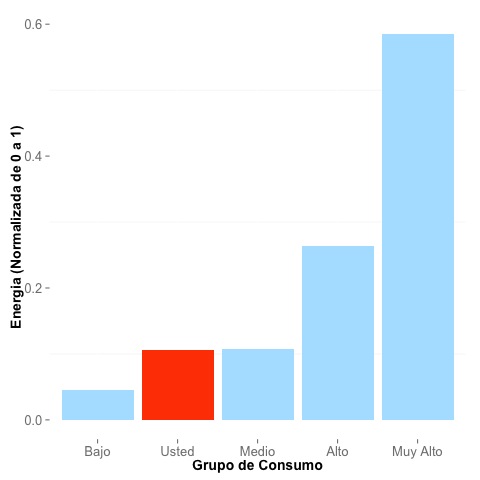 0.6
0.4
0.2
0.0
Energia (Normalizada de 0 a 1)
Bajo Usted Medio Alto Muy Alto
Grupo de Consumo